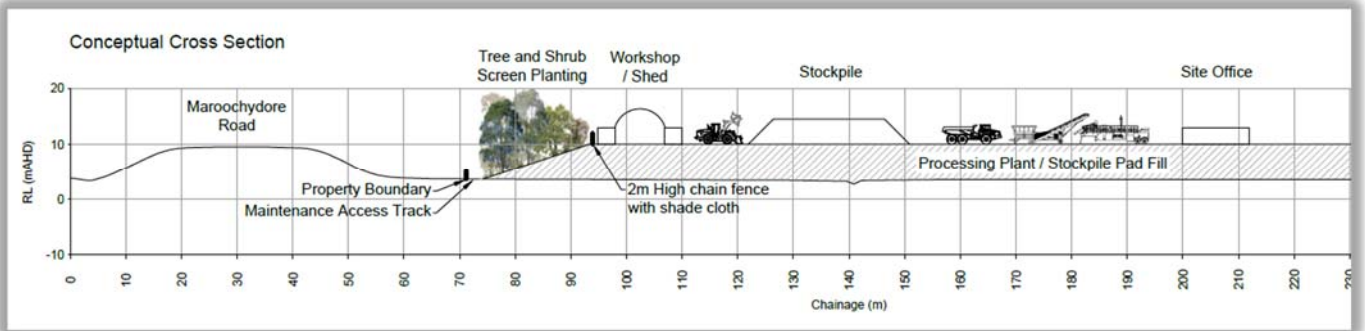 Conceptual Cross Section
Tree and Shrub
Screen Planting
Workshop
/ Shed
Stockpile
Site Office
Maroochydore
Road
Processing Plant / Stockpile Pad Fill
Property Boundary
Maintenance Access Track
2m High chain fence
with shade cloth
RL (mAHD)
20
10
0
-10
0
10
20
30
40
50
60
70
80
90
100
110
120
130
140
150
160
170
180
190
200
210
220
230
Chainage (m)